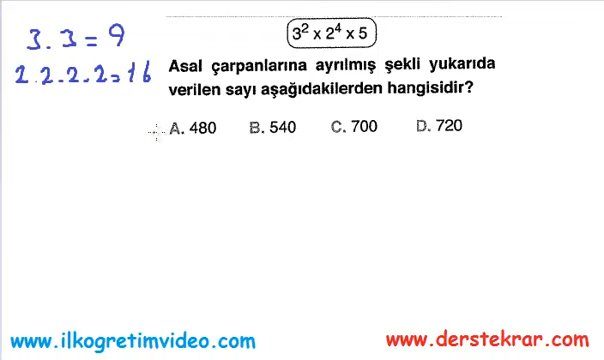 3² x 2⁴ x 5
3.3=9
2.2.2.2=16
Asal çarpanlarına ayrılmış şekli yukarıda
verilen sayı aşağıdakilerden hangisidir?
A. 480 B. 540 C. 700 D. 720
www.ilkogretimvideo.com www.derstekrar.com